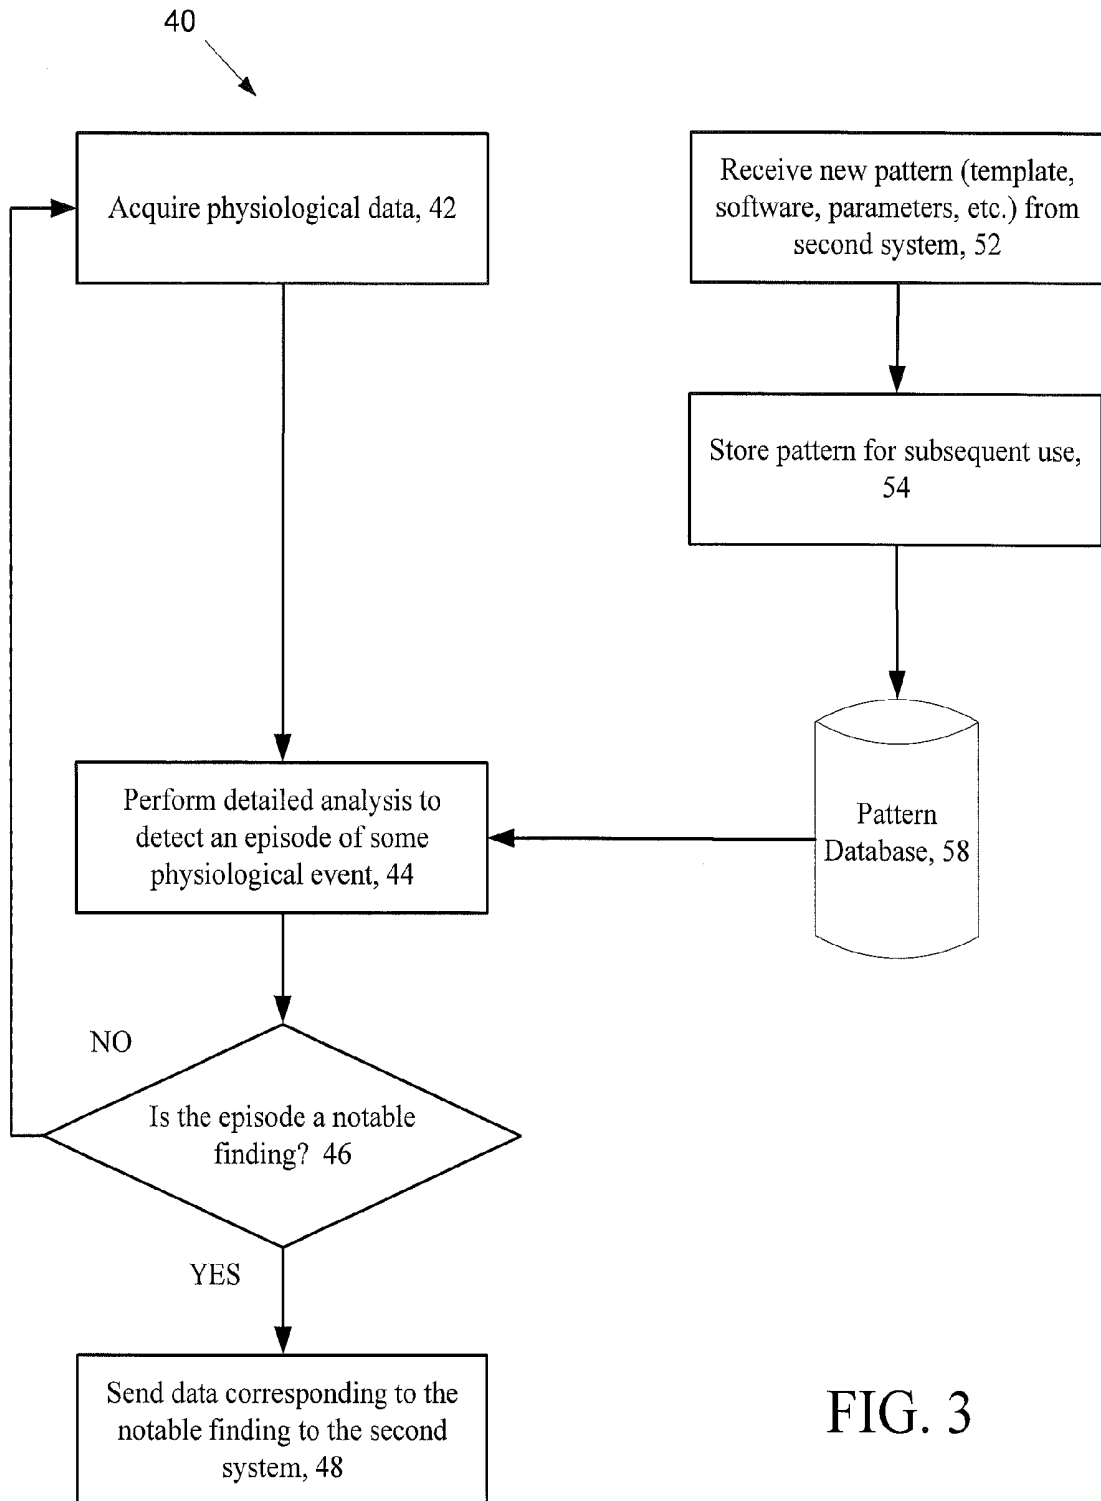 40
Acquire physiological data, 42
Receive new pattern (template,
software, parameters, etc.) from
second system, 52
Store pattern for subsequent use,
54
Perform detailed analysis to
detect an episode of some
physiological event, 44
Pattern
Database, 58
NO
Is the episode a notable
finding? 46
YES
Send data corresponding to the
notable finding to the second
system, 48
FIG. 3